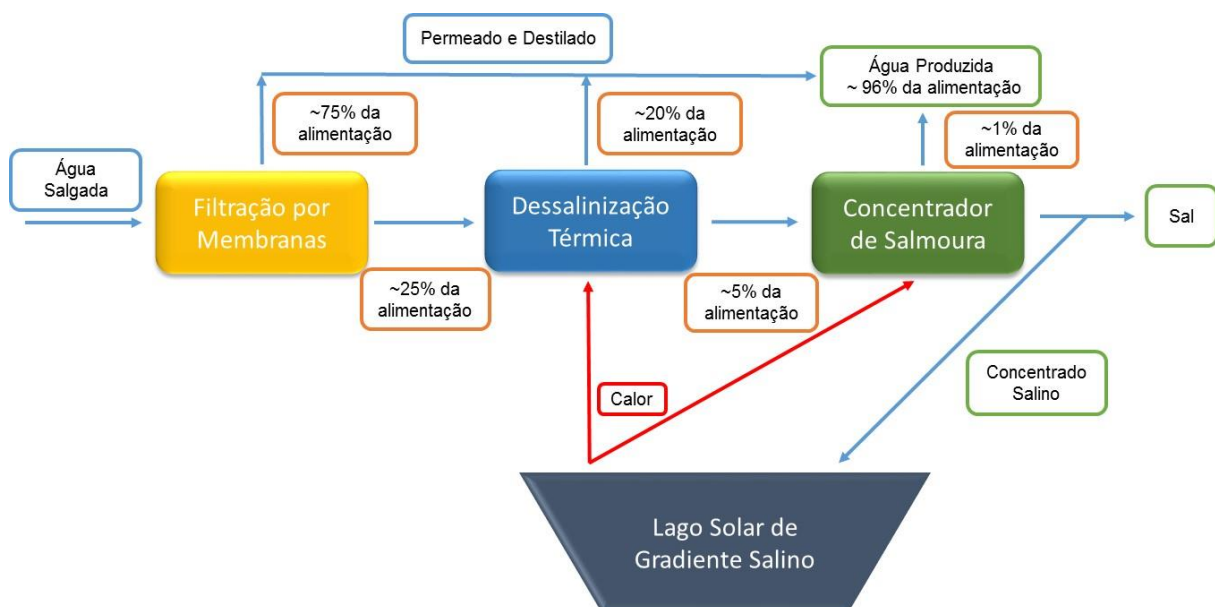 Permeado e Destilado
Água Produzida
~ 96% da alimentação
~75% da
alimentação
~20% da
alimentação
~1% da
alimentação
Água
Salgada
Filtração por
Membranas
Dessalinização
Térmica
Concentrador
de Salmoura
Sal
~25% da
alimentação
~5% da
alimentação
Calor
Concentrado
Salino
Lago Solar de
Gradiente Salino